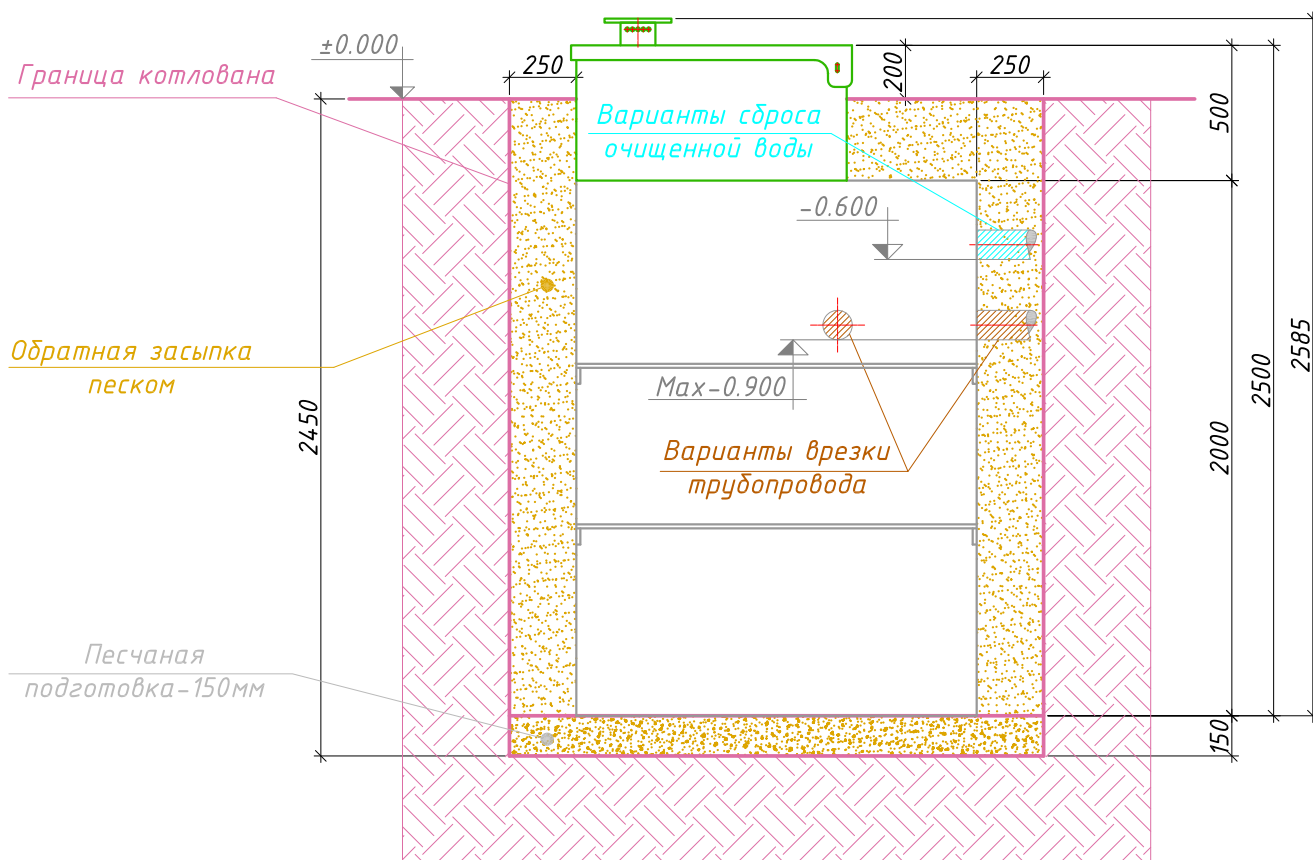 ±0.000
Граница котлована
250
200
250
500
Варианты сброса
очищенной воды
-0.600
Обратная засыпка
песком
2450
Max-0.900
Варианты врезки
трубопровода
2000
2500
2585
Песчаная
подготовка-150мм
150